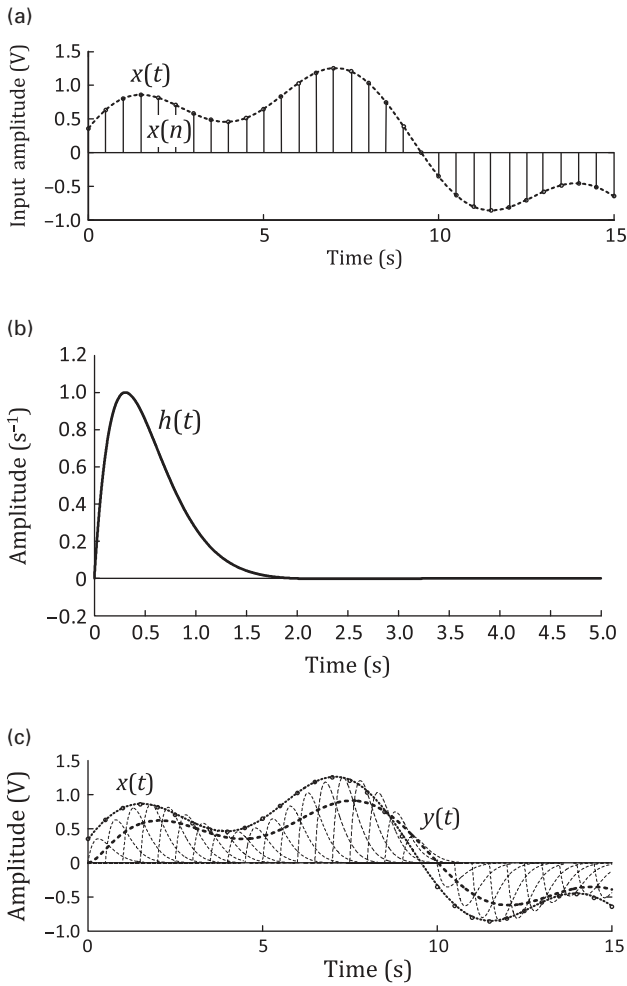 (a)
Input amplitude (V)
1.5
1.0
0.5
0
−0.5
−1.0
x(t)
x(n)
0 5 10 15
Time (s)
(b)
Amplitude (s⁻¹)
1.2
1.0
0.8
0.6
0.4
0.2
0
−0.2
h(t)
0 0.5 1.0 1.5 2.0 2.5 3.0 3.5 4.0 4.5 5.0
Time (s)
(c)
Amplitude (V)
1.5
1.0
0.5
0
−0.5
−1.0
x(t)
y(t)
0 5 10 15
Time (s)